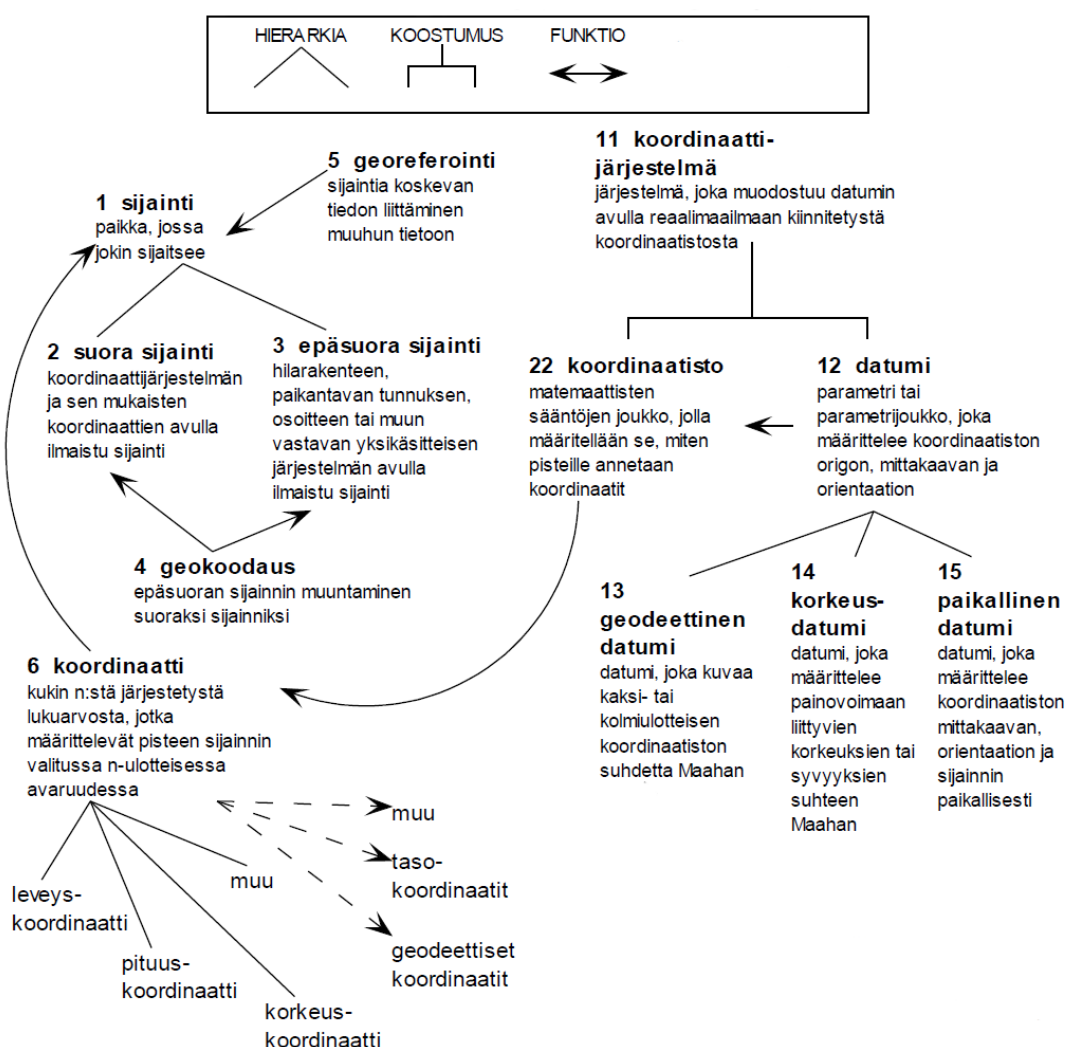 HIERARKIA KOOSTUMUS FUNKTIO
5 georeferointi
sijaintia koskevan
tiedon liittäminen
muuhun tietoon
11 koordinaatti-
järjestelmä
järjestelmä, joka muodostuu datumin
avulla reaalimaailmaan kiinnitetystä
koordinaatistosta
1 sijainti
paikka, jossa
jokin sijaitsee
2 suora sijainti
koordinaattijärjestelmän
ja sen mukaisten
koordinaattien avulla
ilmaistu sijainti
3 epäsuora sijainti
hilarakenteen,
paikantavan tunnuksen,
osoitteen tai muun
vastavan yksikäsitteisen
järjestelmän avulla
ilmaistu sijainti
22 koordinaatisto
matemaattisten
sääntöjen joukko, jolla
määritellään se, miten
pisteille annetaan
koordinaatit
12 datumi
parametri tai
parametrijoukko, joka
määrittelee koordinaatiston
origon, mittakaavan ja
orientaation
4 geokoodaus
epäsuoran sijainnin muuntaminen
suoraksi sijainniksi
13
geodeettinen
datumi
datumi, joka kuvaa
kaksi- tai
kolmiulotteisen
koordinaatiston
suhdetta Maahan
14
korkeus-
datumi
datumi, joka
määrittelee
painovoimaan
liittyvien
korkeuksien tai
syvyyksien
suhteen
Maahan
15
paikallinen
datumi
datumi, joka
määrittelee
koordinaatiston
mittakaavan,
orientaation ja
sijainnin
paikallisesti
6 koordinaatti
kukin n:stä järjestetystä
lukuarvosta, jotka
määrittelevät pisteen sijainnin
valitussa n-ulotteisessa
avaruudessa
leveys-
koordinaatti
pituus-
koordinaatti
korkeus-
koordinaatti
muu
muu
taso-
koordinaatit
geodeettiset
koordinaatit